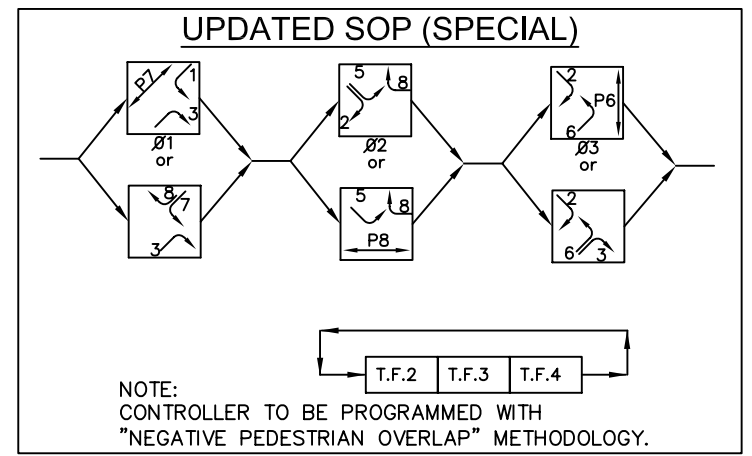 UPDATED SOP (SPECIAL)
P7
1
3
Ø1
or
8
7
3
5
8
2
Ø2
or
5
8
P8
2
P6
6
Ø3
or
2
6
3
T.F.2 T.F.3 T.F.4
NOTE:
CONTROLLER TO BE PROGRAMMED WITH
"NEGATIVE PEDESTRIAN OVERLAP" METHODOLOGY.